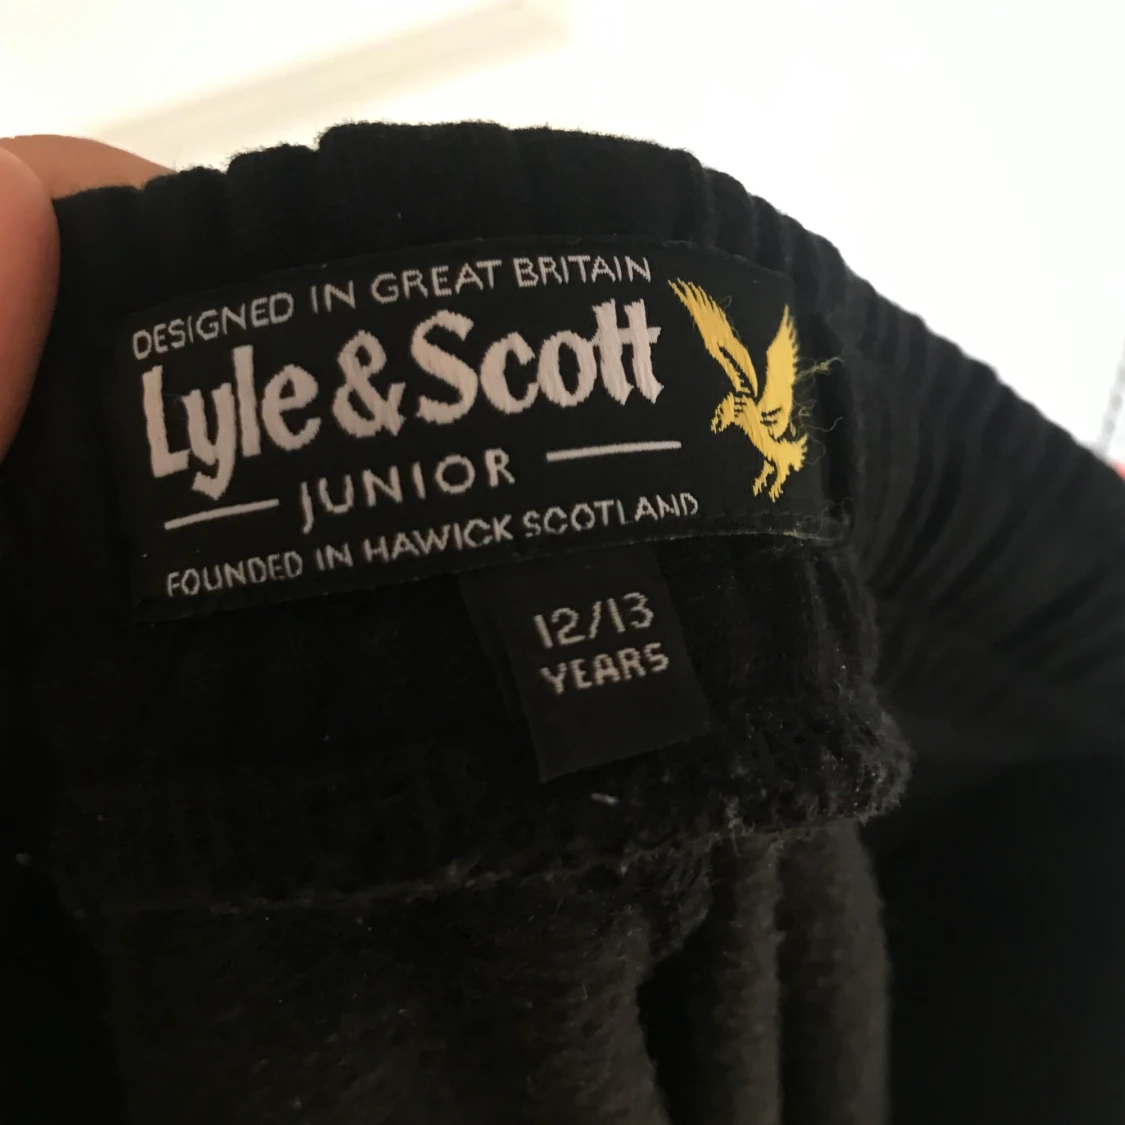 DESIGNED IN GREAT BRITAIN
Lyle & Scott
JUNIOR
FOUNDED IN HAWICK SCOTLAND
12/13
YEARS